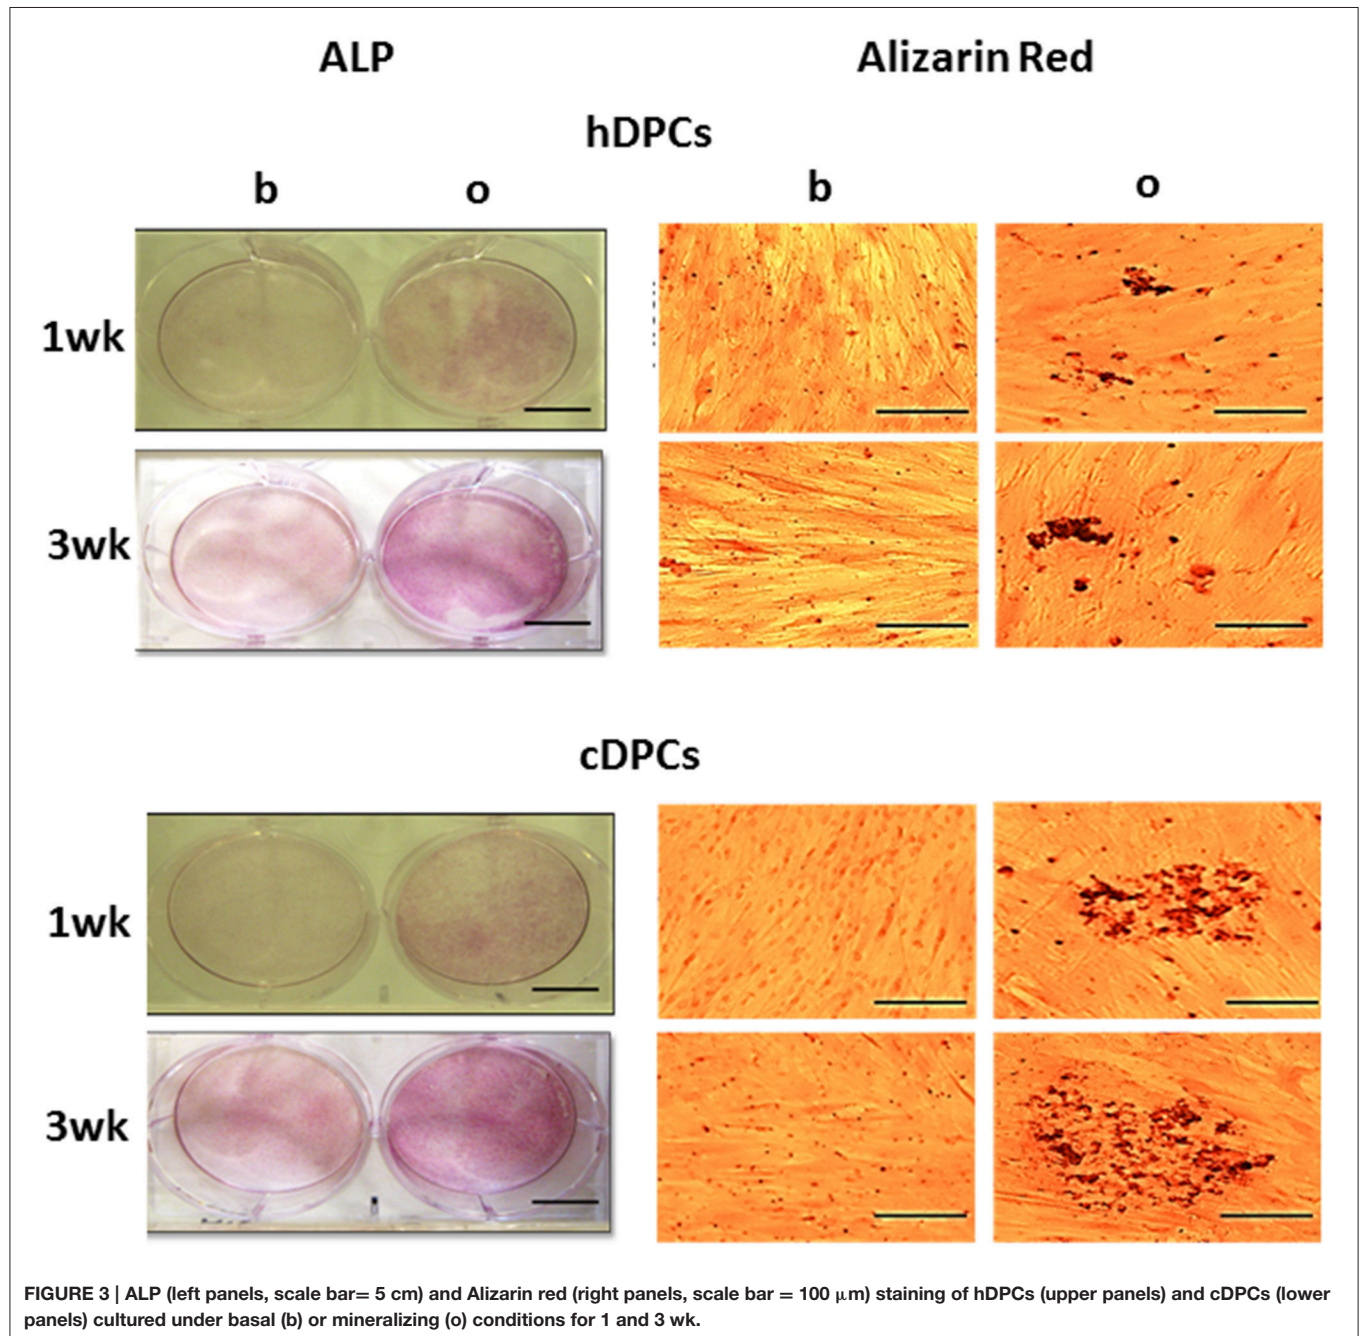 ALP Alizarin Red
hDPCs
b o b o
1wk
3wk
cDPCs
1wk
3wk
FIGURE 3 | ALP (left panels, scale bar= 5 cm) and Alizarin red (right panels, scale bar = 100 μm) staining of hDPCs (upper panels) and cDPCs (lower
panels) cultured under basal (b) or mineralizing (o) conditions for 1 and 3 wk.